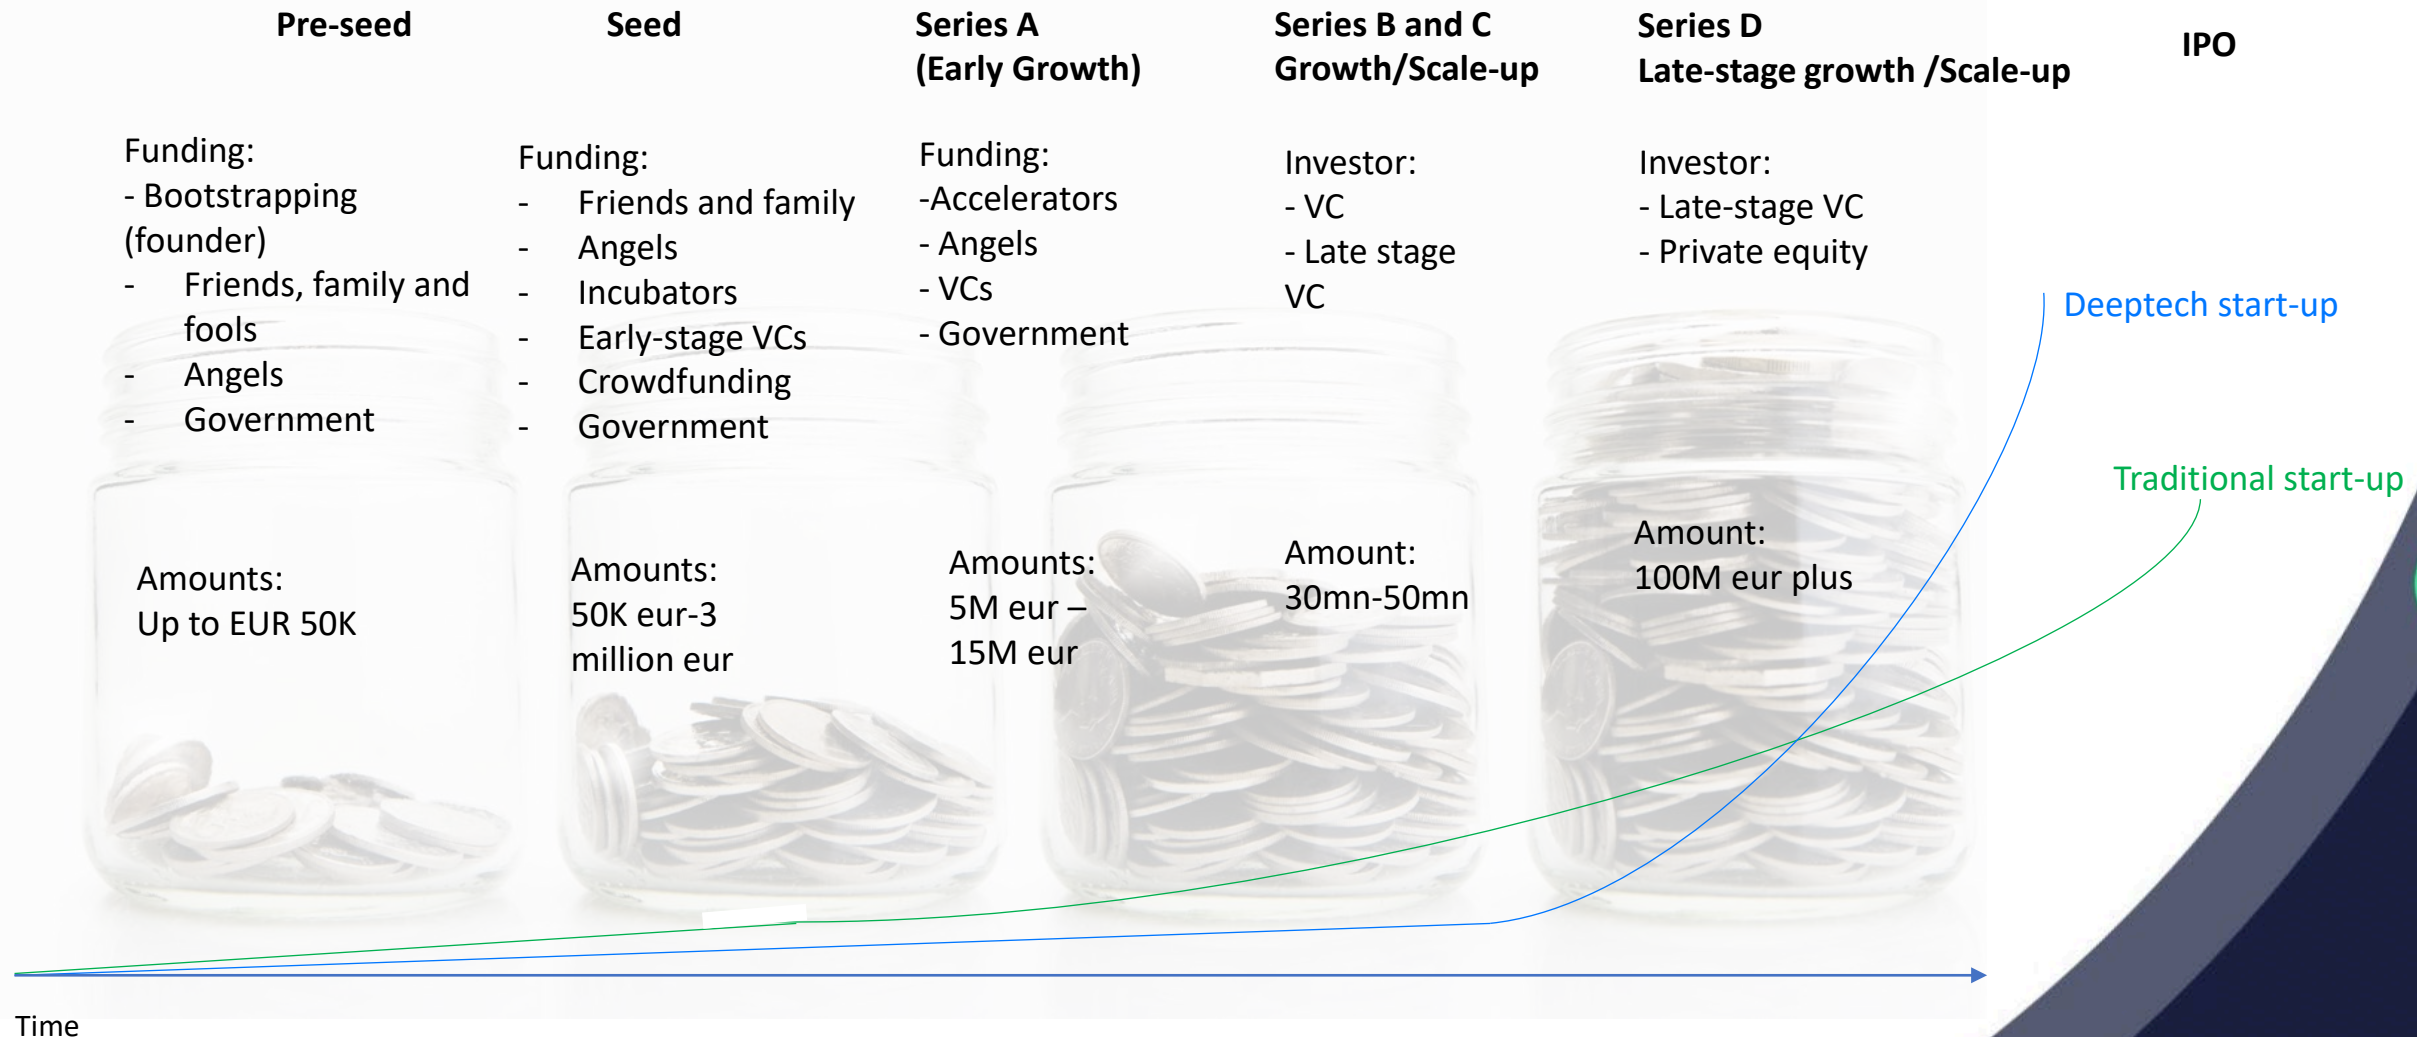 Pre-seed
Seed
Series A
(Early Growth)
Series B and C
Growth/Scale-up
Series D
Late-stage growth /Scale-up
IPO
Funding:
- Bootstrapping
(founder)
- Friends, family and
fools
- Angels
- Government
Funding:
- Friends and family
- Angels
- Incubators
- Early-stage VCs
- Crowdfunding
- Government
Funding:
-Accelerators
- Angels
- VCs
- Government
Investor:
- VC
- Late stage
VC
Investor:
- Late-stage VC
- Private equity
Deeptech start-up
Traditional start-up
Amounts:
Up to EUR 50K
Amounts:
50K eur-3
million eur
Amounts:
5M eur –
15M eur
Amount:
30mn-50mn
Amount:
100M eur plus
Time